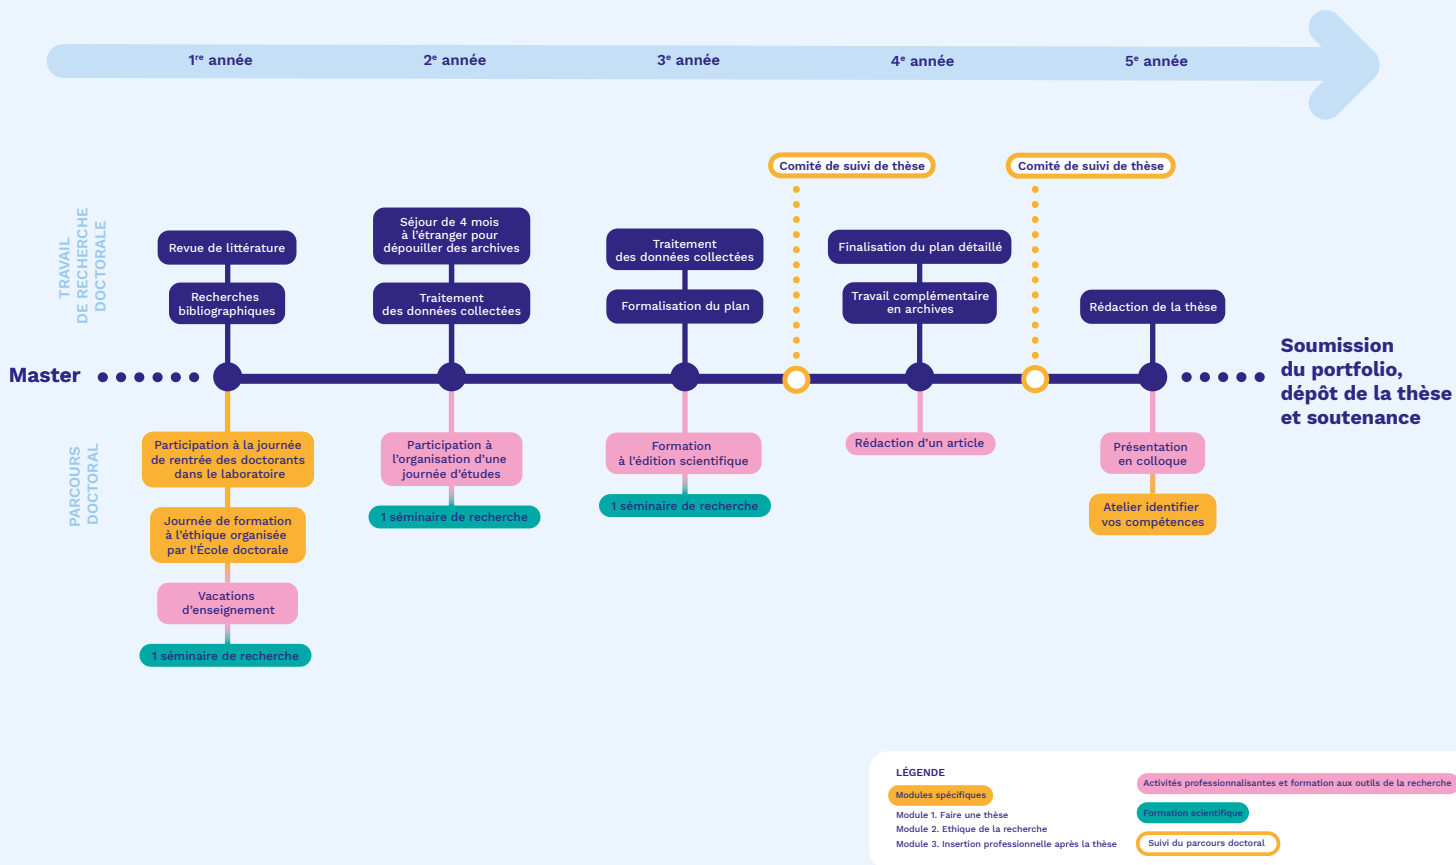 1re année
2e année
3e année
4e année
5e année
Comité de suivi de thèse
Comité de suivi de thèse
TRAVAIL
DE RECHERCHE
DOCTORALE
Revue de littérature
Recherches
bibliographiques
Séjour de 4 mois
à l'étranger pour
dépouiller des archives
Traitement
des données collectées
Traitement
des données collectées
Formalisation du plan
Finalisation du plan détaillé
Travail complémentaire
en archives
Rédaction de la thèse
Master
Soumission
du portfolio,
dépôt de la thèse
et soutenance
PARCOURS
DOCTORAL
Participation à la journée
de rentrée des doctorants
dans le laboratoire
Journée de formation
à l'éthique organisée
par l'École doctorale
Vacations
d'enseignement
1 séminaire de recherche
Participation à
l'organisation d'une
journée d'études
1 séminaire de recherche
Formation
à l'édition scientifique
1 séminaire de recherche
Rédaction d'un article
Présentation
en colloque
Atelier identifier
vos compétences
LÉGENDE
Modules spécifiques
Module 1. Faire une thèse
Module 2. Ethique de la recherche
Module 3. Insertion professionnelle après la thèse
Activités professionnalisantes et formation aux outils de la recherche
Formation scientifique
Suivi du parcours doctoral